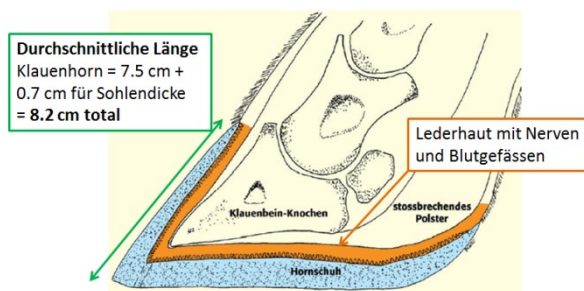 Durchschnittliche Länge
Klauenhorn = 7.5 cm +
0.7 cm für Sohlendicke
= 8.2 cm total
Lederhaut mit Nerven
und Blutgefässen
stossbrechendes
Polster
Klauenbein-Knochen
Hornschuh